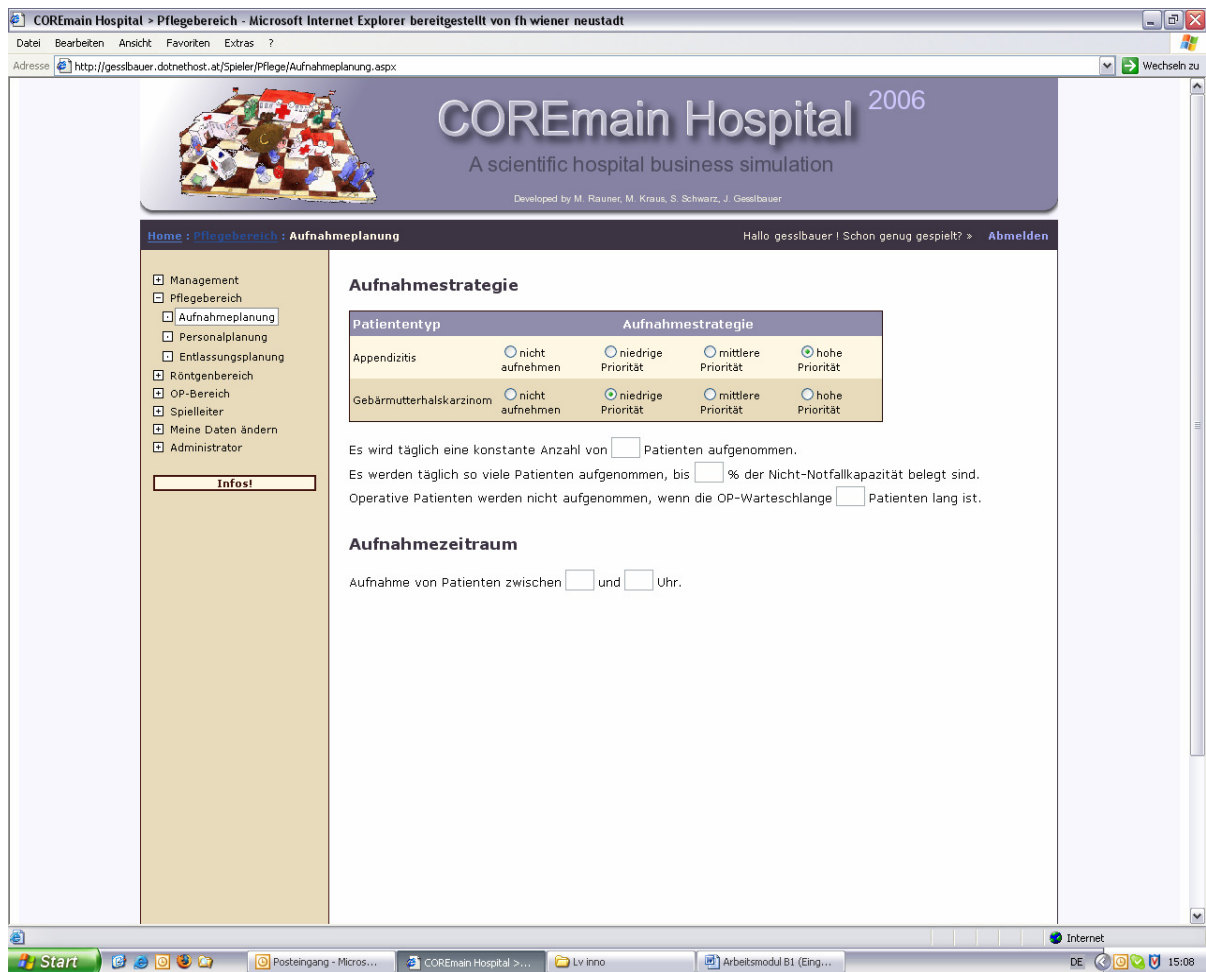 COREmain Hospital > Pflegebereich - Microsoft Internet Explorer bereitgestellt von fh wiener neustadt
Datei Bearbeiten Ansicht Favoriten Extras ?
Adresse http://gesslbauer.dotnethost.at/Spieler/Pflege/Aufnahmeplanung.aspx Wechseln zu
COREmain Hospital 2006
A scientific hospital business simulation
Developed by M. Rauner, M. Kraus, S. Schwarz, J. Gesslbauer
Home : Pflegebereich : Aufnahmeplanung Hallo gesslbauer ! Schon genug gespielt? » Abmelden
Management
Pflegebereich
Aufnahmeplanung
Personalplanung
Entlassungsplanung
Röntgenbereich
OP-Bereich
Spielleiter
Meine Daten ändern
Administrator
Infos!
Aufnahmestrategie
Patiententyp Aufnahmestrategie
Appendizitis nicht aufnehmen niedrige Priorität mittlere Priorität hohe Priorität
Gebärmutterhalskarzinom nicht aufnehmen niedrige Priorität mittlere Priorität hohe Priorität
Es wird täglich eine konstante Anzahl von Patienten aufgenommen.
Es werden täglich so viele Patienten aufgenommen, bis % der Nicht-Notfallkapazität belegt sind.
Operative Patienten werden nicht aufgenommen, wenn die OP-Warteschlange Patienten lang ist.
Aufnahmezeitraum
Aufnahme von Patienten zwischen und Uhr.
Internet
Start Posteingang - Micros... COREmain Hospital >... Lv inno Arbeitsmodul B1 (Eing... DE 15:08